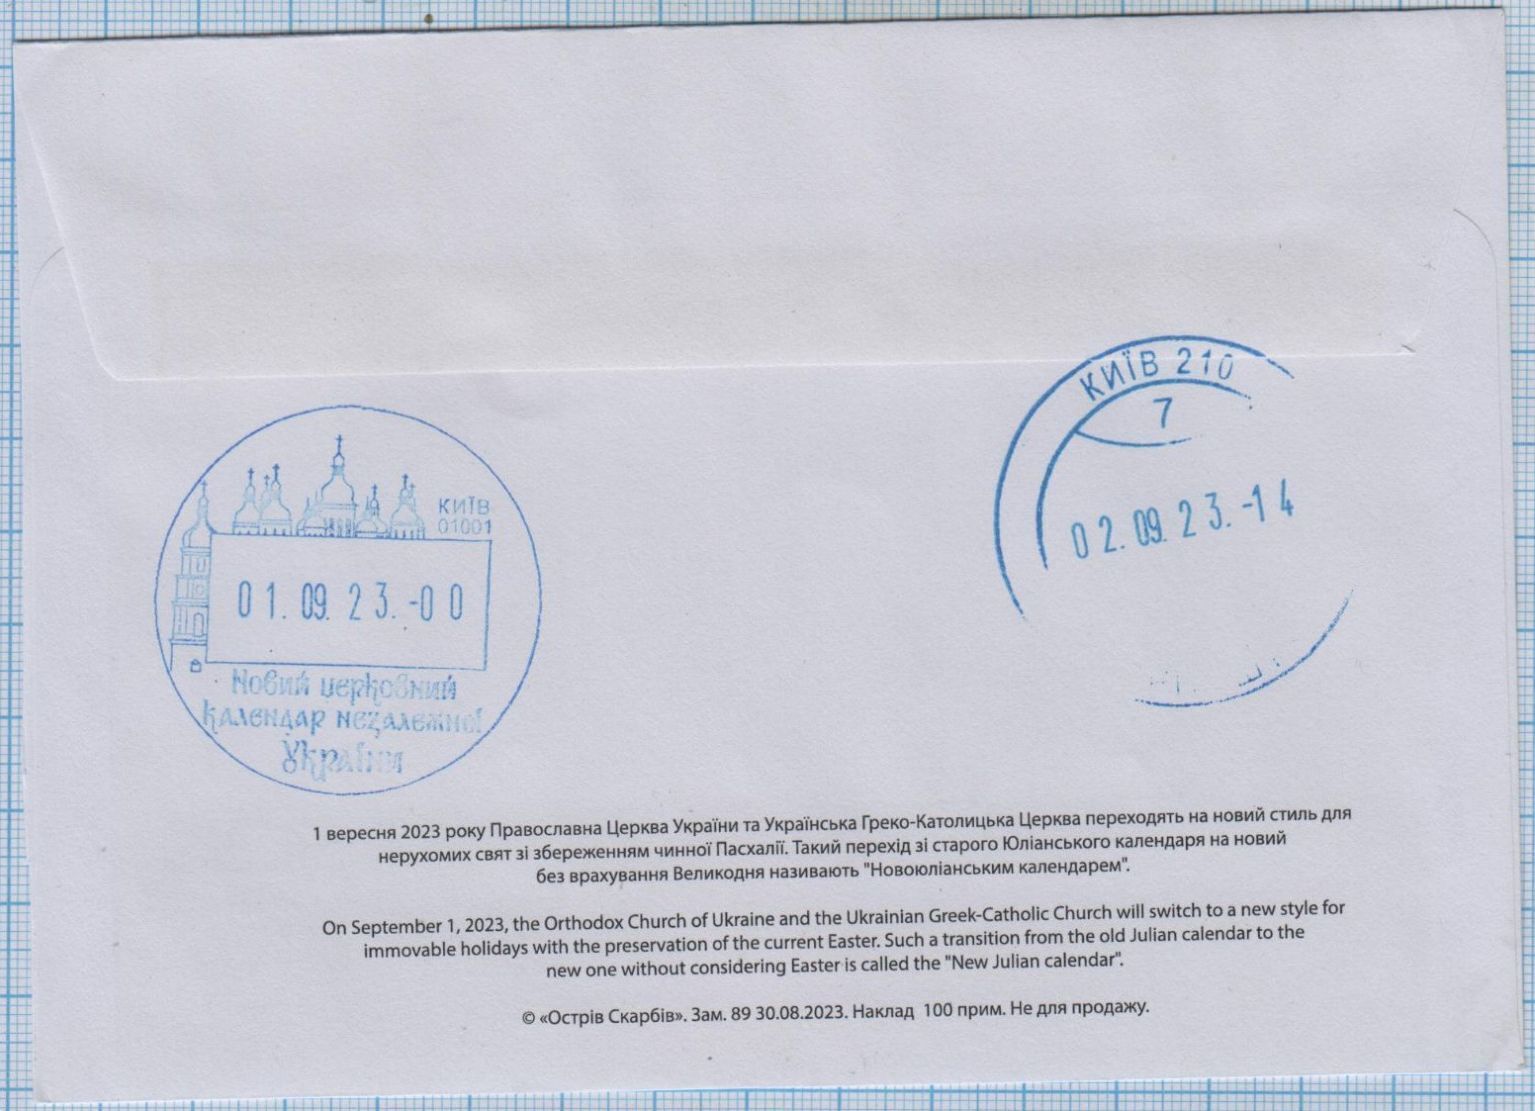 КИЇВ 210
7
02.09.23.-14
КИЇВ
01001
01.09.23.-00
Новий церковний
календар незалежної
України
1 вересня 2023 року Православна Церква України та Українська Греко-Католицька Церква переходять на новий стиль для
нерухомих свят зі збереженням чинної Пасхалії. Такий перехід зі старого Юліанського календаря на новий
без врахування Великодня називають "Новоюліанським календарем".
On September 1, 2023, the Orthodox Church of Ukraine and the Ukrainian Greek-Catholic Church will switch to a new style for
immovable holidays with the preservation of the current Easter. Such a transition from the old Julian calendar to the
new one without considering Easter is called the "New Julian calendar".
© «Острів Скарбів». Зам. 89 30.08.2023. Наклад 100 прим. Не для продажу.